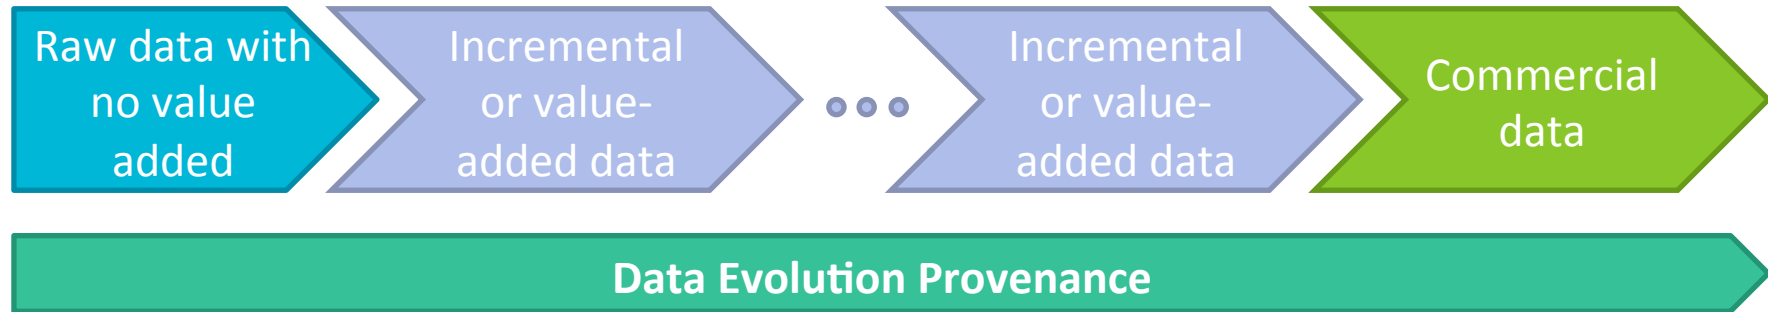 Raw data with
no value
added
Incremental
or value-
added data
Incremental
or value-
added data
Commercial
data
Data Evolution Provenance